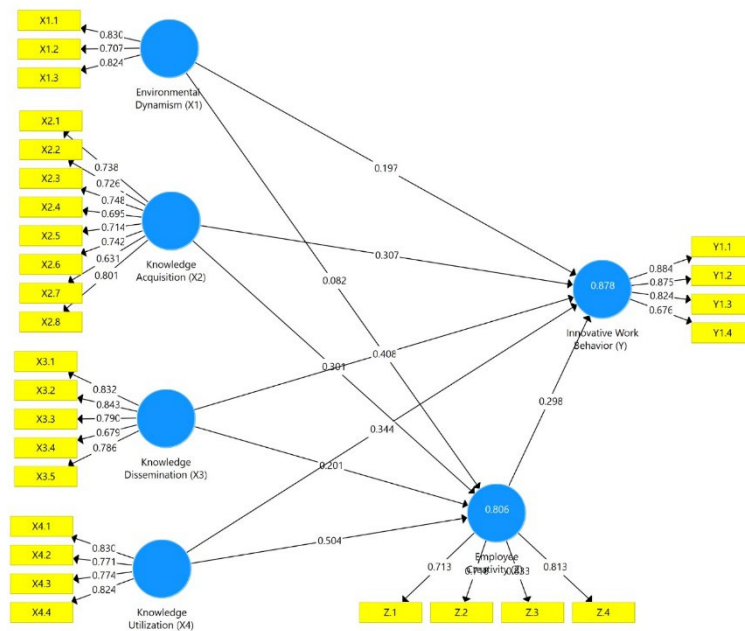 X1.1
X1.2
X1.3
0.830
0.707
0.824
Environmental
Dynamism (X1)
X2.1
X2.2
X2.3
X2.4
X2.5
X2.6
X2.7
X2.8
0.738
0.726
0.748
0.695
0.714
0.742
0.631
0.801
Knowledge
Acquisition (X2)
0.197
0.307
0.082
0.408
0.301
0.344
0.201
0.504
0.298
0.878
Innovative Work
Behavior (Y)
0.884
0.875
0.824
0.676
Y1.1
Y1.2
Y1.3
Y1.4
X3.1
X3.2
X3.3
X3.4
X3.5
0.832
0.843
0.790
0.679
0.786
Knowledge
Dissemination (X3)
X4.1
X4.2
X4.3
X4.4
0.830
0.771
0.774
0.824
Knowledge
Utilization (X4)
0.806
Employee
Creativity (Z)
0.713
0.813
Z.1
Z.2
Z.3
Z.4